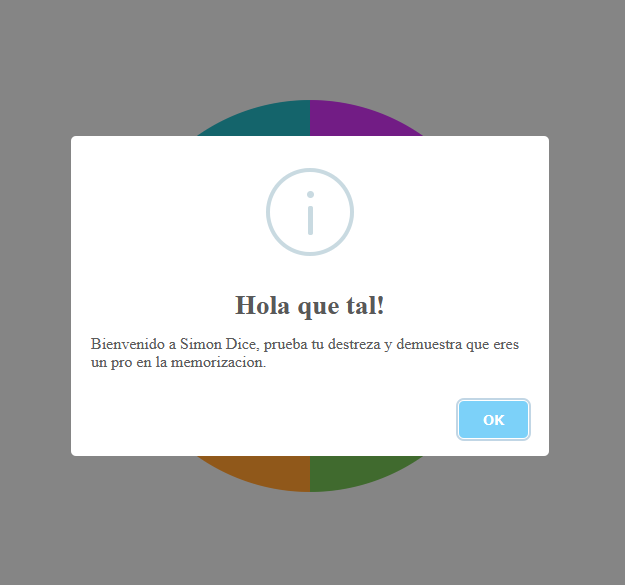 Hola que tal!
Bienvenido a Simon Dice, prueba tu destreza y demuestra que eres
un pro en la memorizacion.
OK